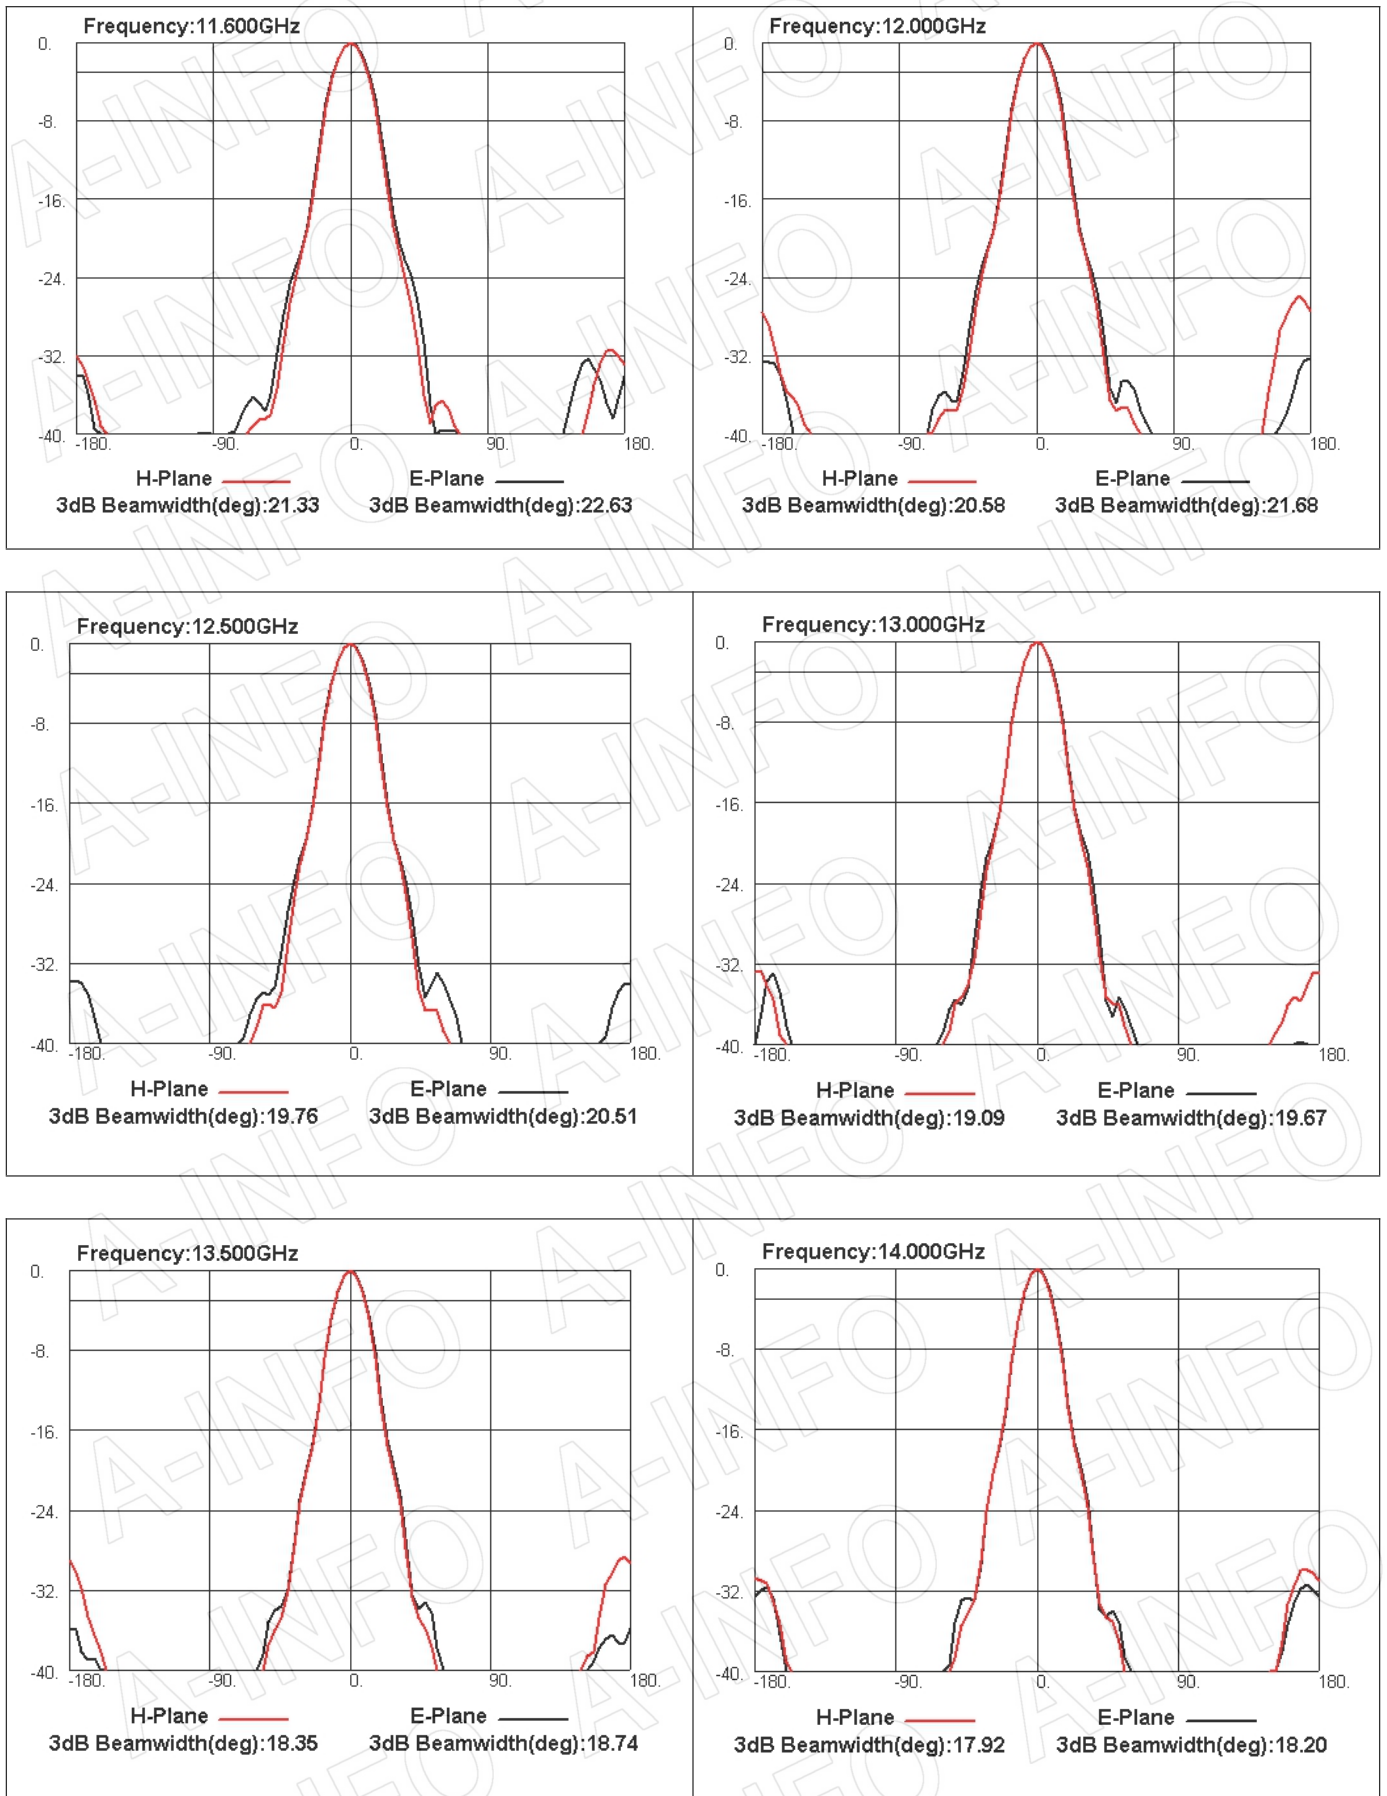 Frequency:11.600GHz
0.
-8.
-16.
-24.
-32.
-40.
-180. -90. 0. 90. 180.
H-Plane E-Plane
3dB Beamwidth(deg):21.33 3dB Beamwidth(deg):22.63
Frequency:12.000GHz
0.
-8.
-16.
-24.
-32.
-40.
-180. -90. 0. 90. 180.
H-Plane E-Plane
3dB Beamwidth(deg):20.58 3dB Beamwidth(deg):21.68
Frequency:12.500GHz
0.
-8.
-16.
-24.
-32.
-40.
-180. -90. 0. 90. 180.
H-Plane E-Plane
3dB Beamwidth(deg):19.76 3dB Beamwidth(deg):20.51
Frequency:13.000GHz
0.
-8.
-16.
-24.
-32.
-40.
-180. -90. 0. 90. 180.
H-Plane E-Plane
3dB Beamwidth(deg):19.09 3dB Beamwidth(deg):19.67
Frequency:13.500GHz
0.
-8.
-16.
-24.
-32.
-40.
-180. -90. 0. 90. 180.
H-Plane E-Plane
3dB Beamwidth(deg):18.35 3dB Beamwidth(deg):18.74
Frequency:14.000GHz
0.
-8.
-16.
-24.
-32.
-40.
-180. -90. 0. 90. 180.
H-Plane E-Plane
3dB Beamwidth(deg):17.92 3dB Beamwidth(deg):18.20
A-INFO